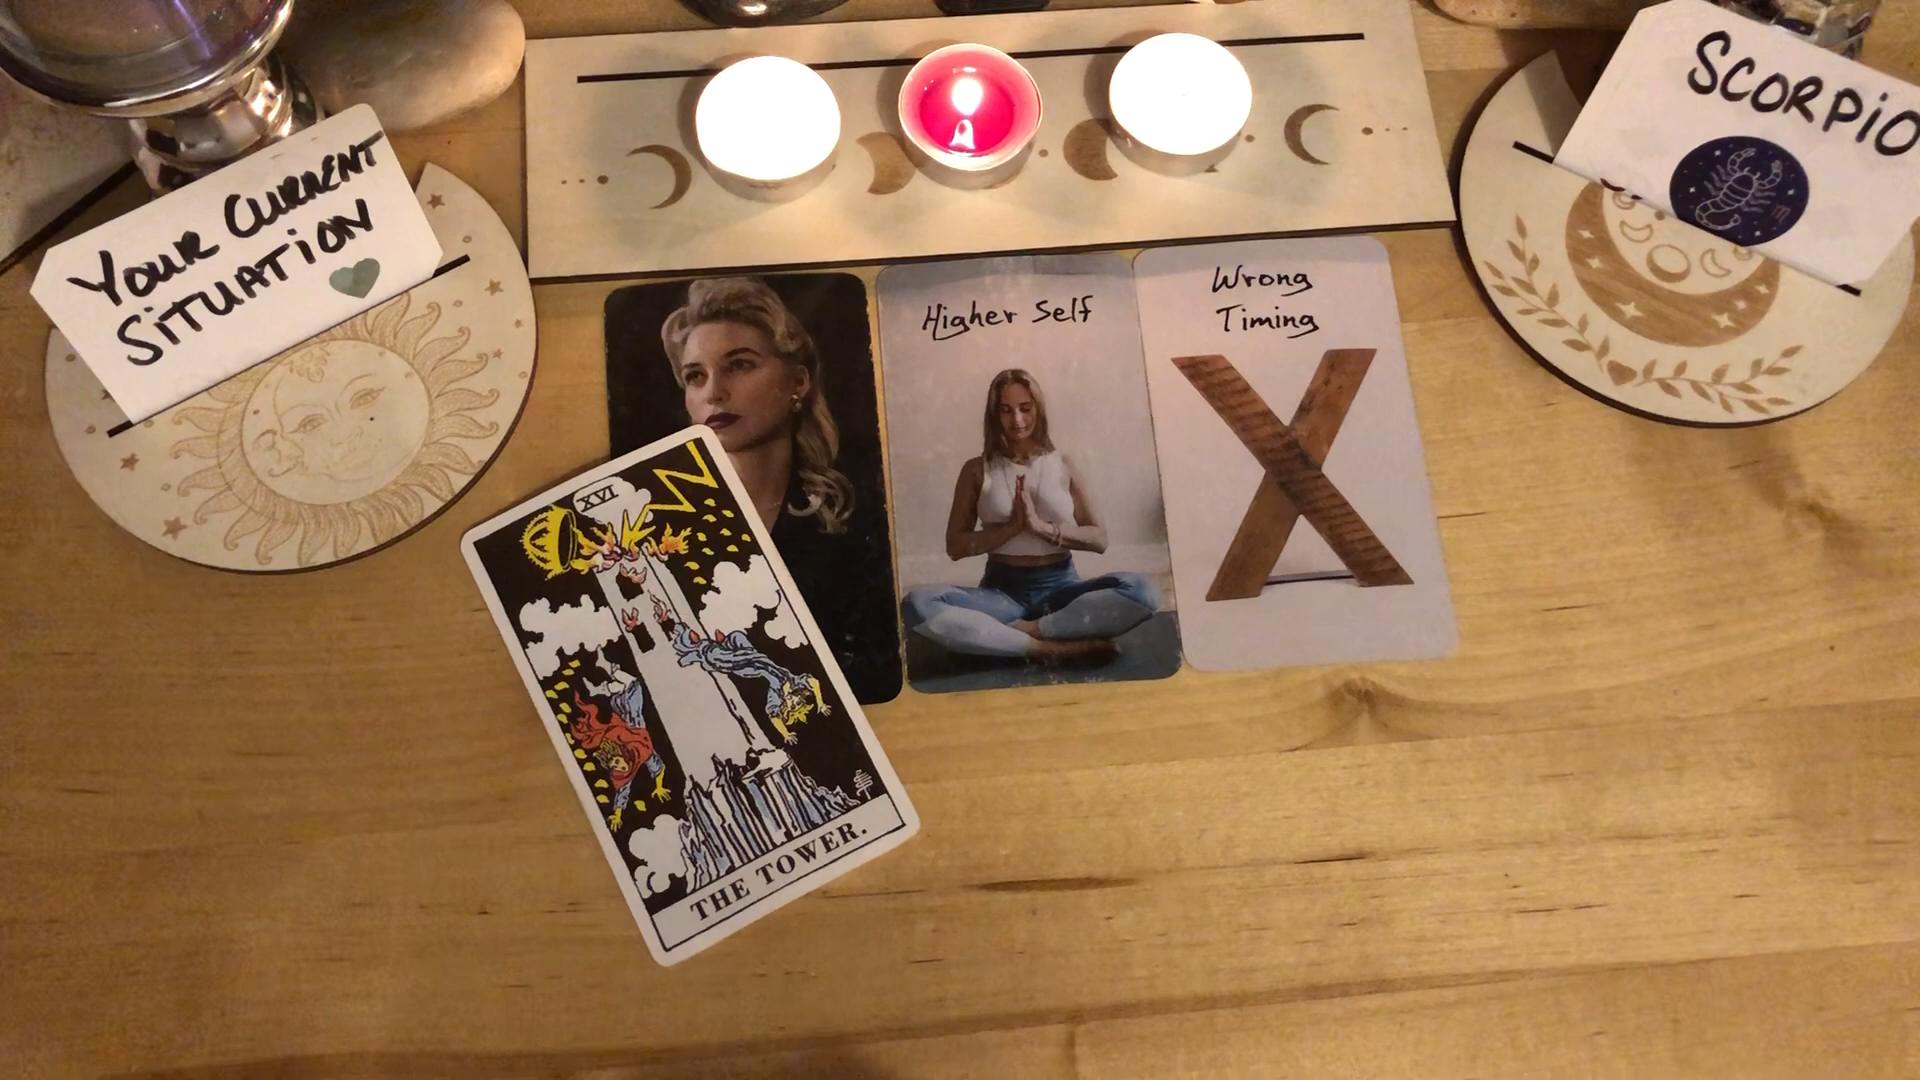 YOUR CURRENT
SITUATION
SCORPIO
Higher Self
Wrong
Timing
X
XVI
THE TOWER.